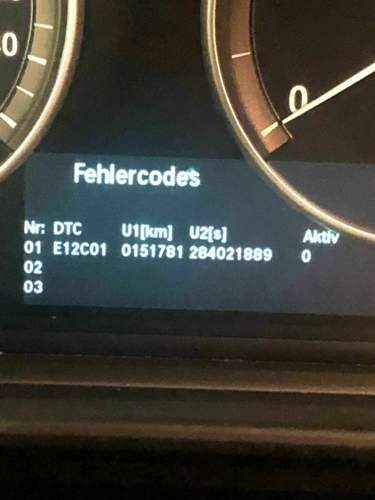 0
0
Fehlercodes
Nr: DTC U1[km] U2[s] Aktiv
01 E12C01 0151781 284021889 0
02
03